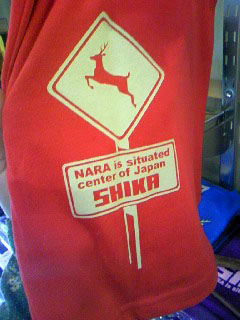 NARA is situated
center of Japan
SHIKA